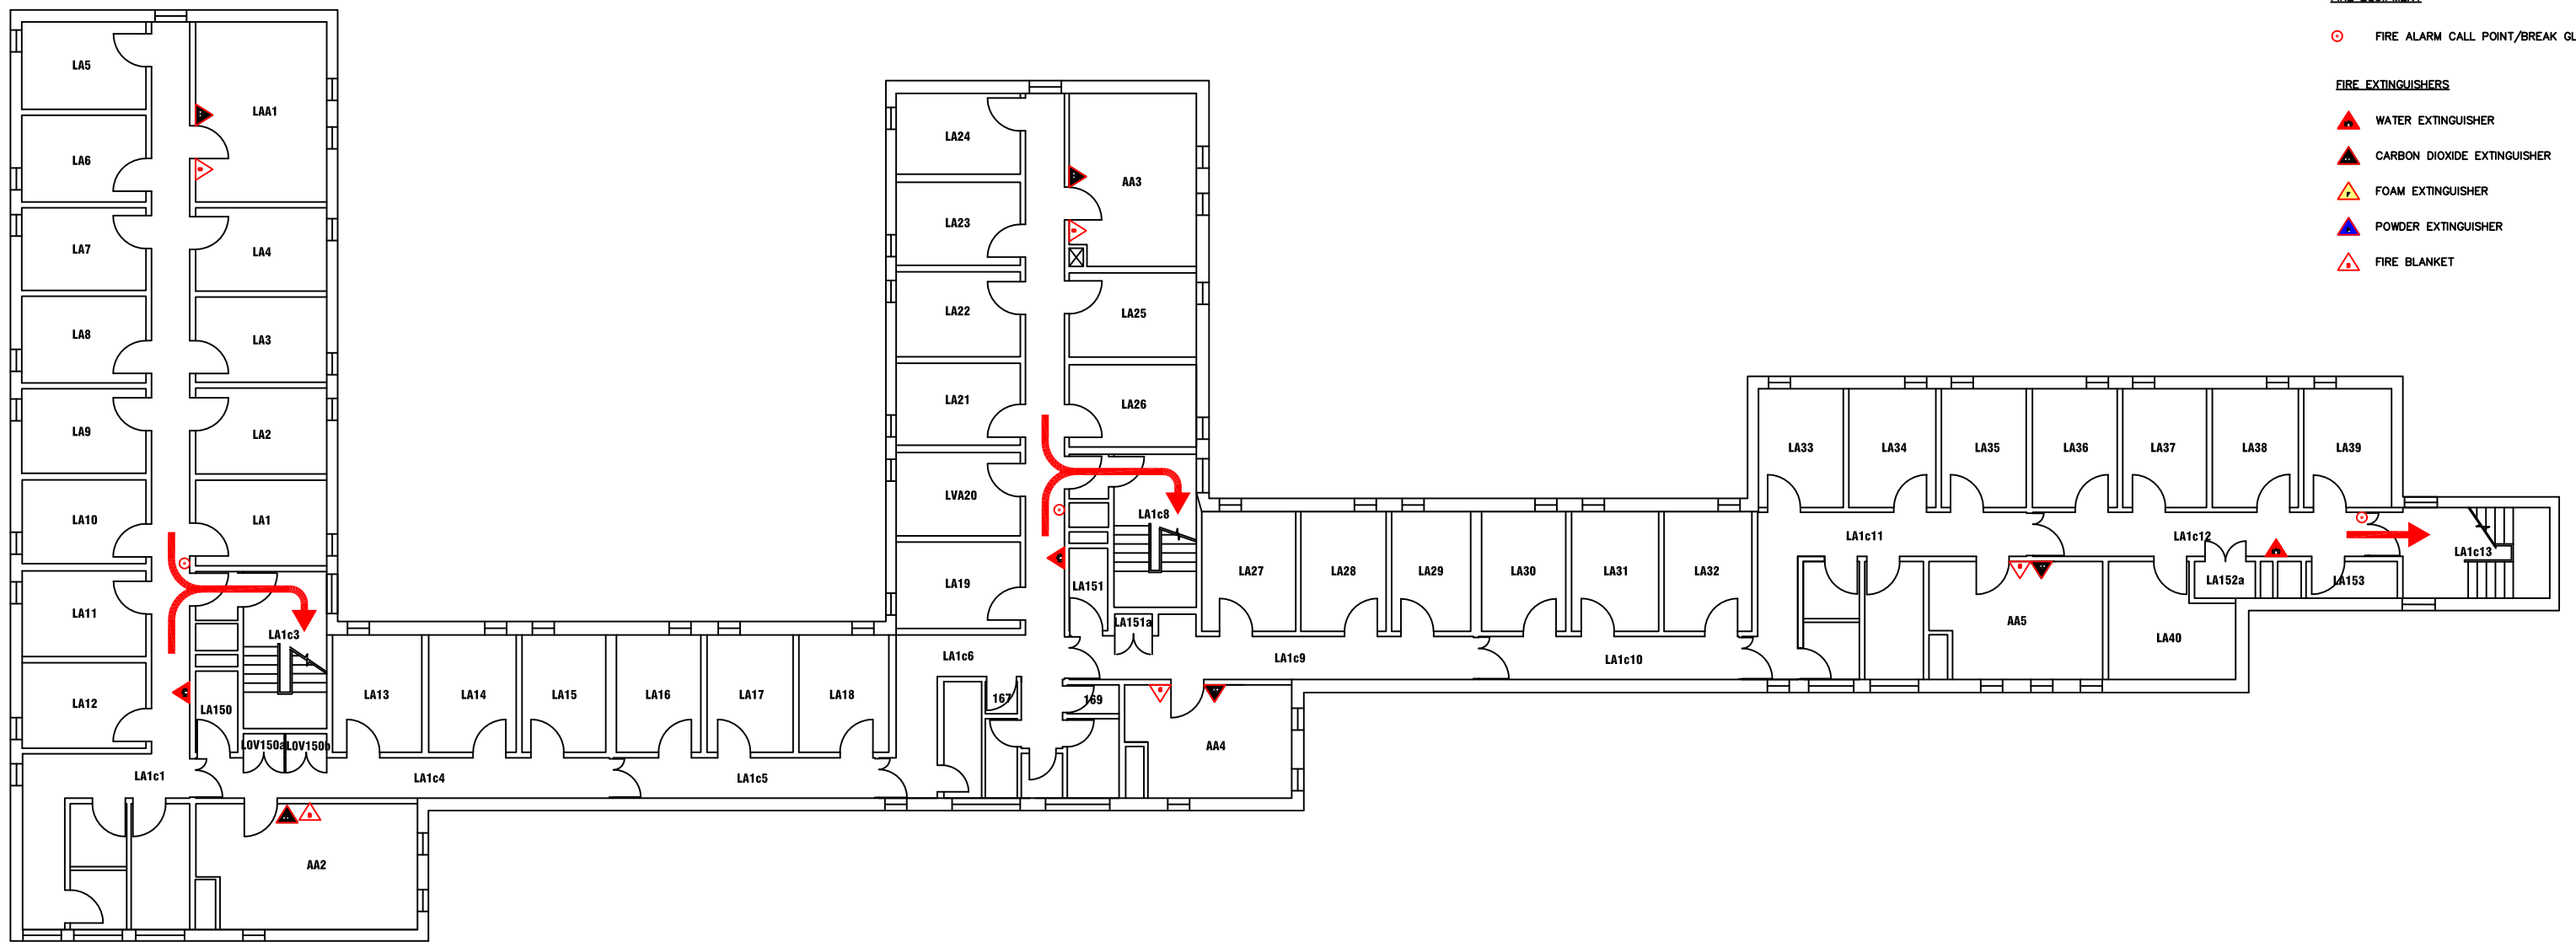 FIRE EQUIPMENT
FIRE ALARM CALL POINT/BREAK GL
FIRE EXTINGUISHERS
WATER EXTINGUISHER
CARBON DIOXIDE EXTINGUISHER
FOAM EXTINGUISHER
POWDER EXTINGUISHER
FIRE BLANKET
LA5
LAA1
LA6
LA7
LA4
LA8
LA3
LA9
LA2
LA10
LA1
LA11
LA1c3
LA12
LA150
LOV150a
LOV150b
LA1c1
LA1c4
LA1c5
AA2
LA13
LA14
LA15
LA16
LA17
LA18
LA24
AA3
LA23
LA22
LA25
LA21
LA26
LVA20
LA1c8
LA19
LA151
LA151a
LA1c6
LA1c9
LA1c10
167
169
AA4
LA27
LA28
LA29
LA30
LA31
LA32
LA33
LA34
LA35
LA36
LA37
LA38
LA39
LA1c11
LA1c12
LA1c13
LA152a
LA153
AA5
LA40